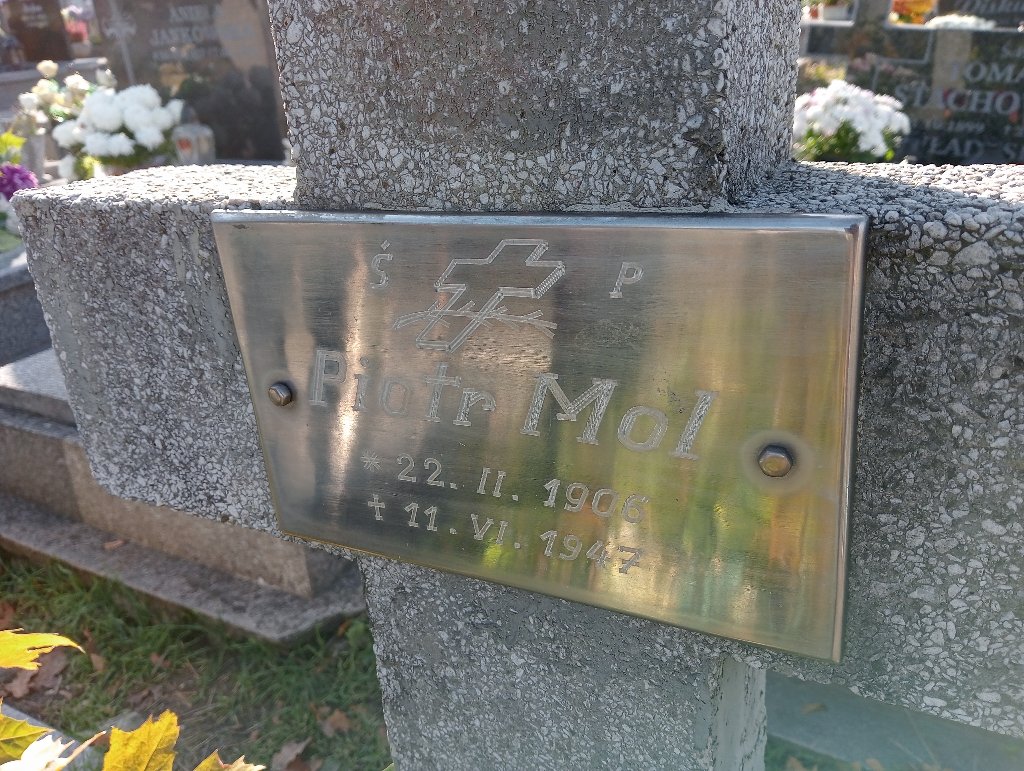 Ś P
Piotr Mol
* 22. II. 1906
† 11. VI. 1947